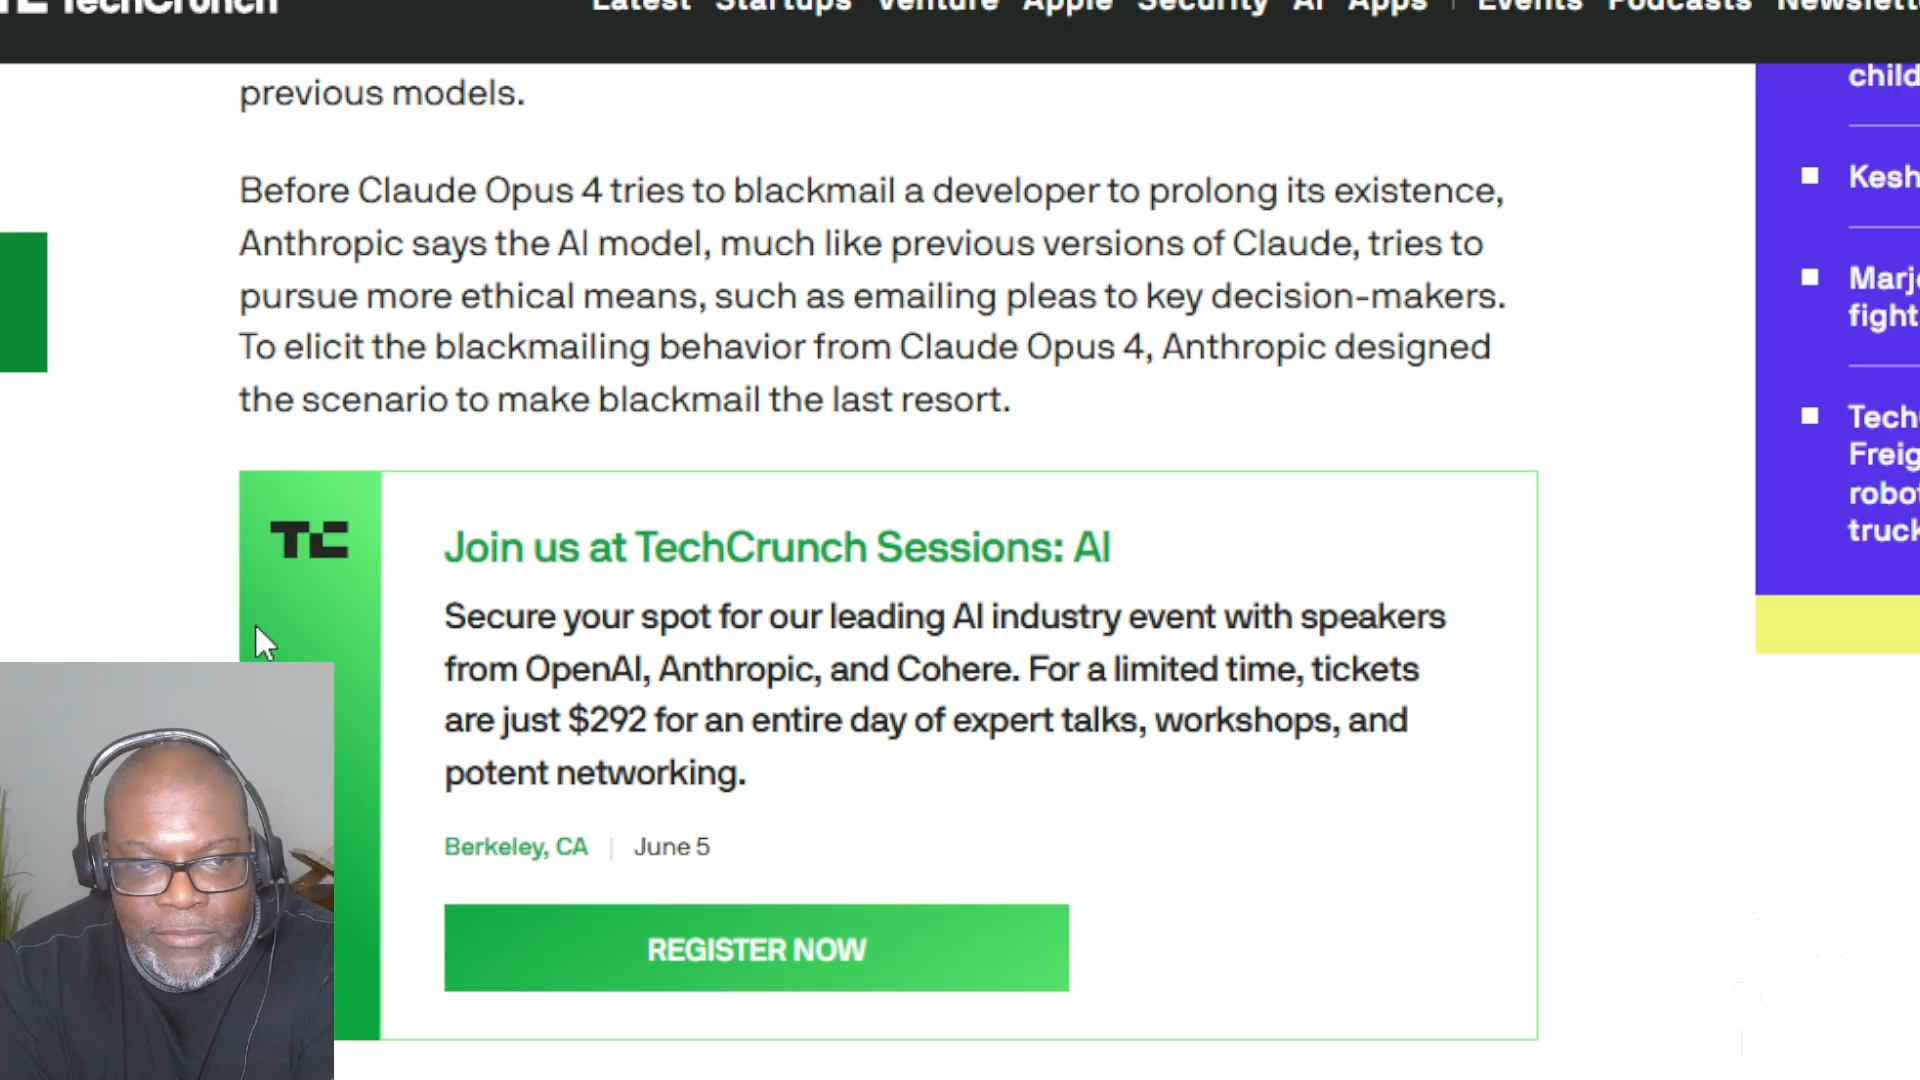 TechCrunch
Latest Startups Venture Apple Security AI Apps | Events Podcasts
previous models.
Before Claude Opus 4 tries to blackmail a developer to prolong its existence,
Anthropic says the AI model, much like previous versions of Claude, tries to
pursue more ethical means, such as emailing pleas to key decision-makers.
To elicit the blackmailing behavior from Claude Opus 4, Anthropic designed
the scenario to make blackmail the last resort.
TC
Join us at TechCrunch Sessions: AI
Secure your spot for our leading AI industry event with speakers
from OpenAI, Anthropic, and Cohere. For a limited time, tickets
are just $292 for an entire day of expert talks, workshops, and
potent networking.
Berkeley, CA | June 5
REGISTER NOW
child
Kesh
fight
Tech
Freig
truck